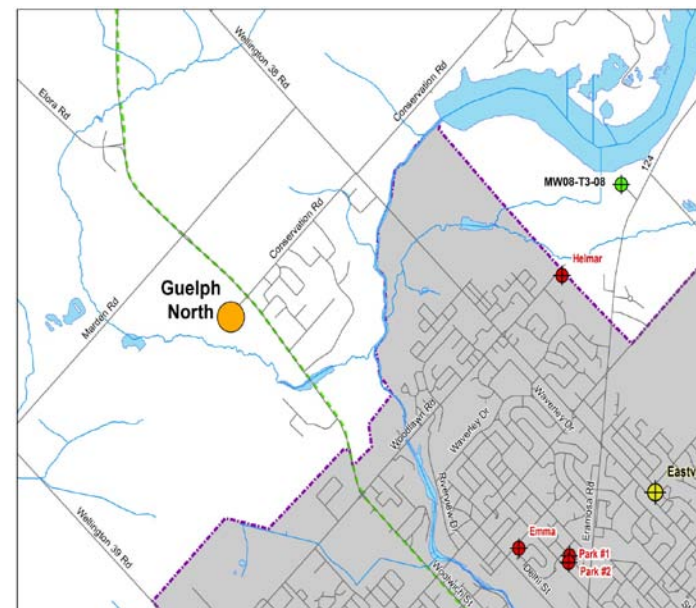 Wellington 38 Rd
Conservation Rd
Elora Rd
124
MW08-T3-08
Conservation Rd
Helmar
Guelph
North
Marden Rd
Woodlawn Rd
Waverley Dr
Waverley Dr
Riverview Dr
Eastv
Eramosa Rd
Wellington 39 Rd
Emma
Park #1
Park #2
Delhi St
Woolwich St